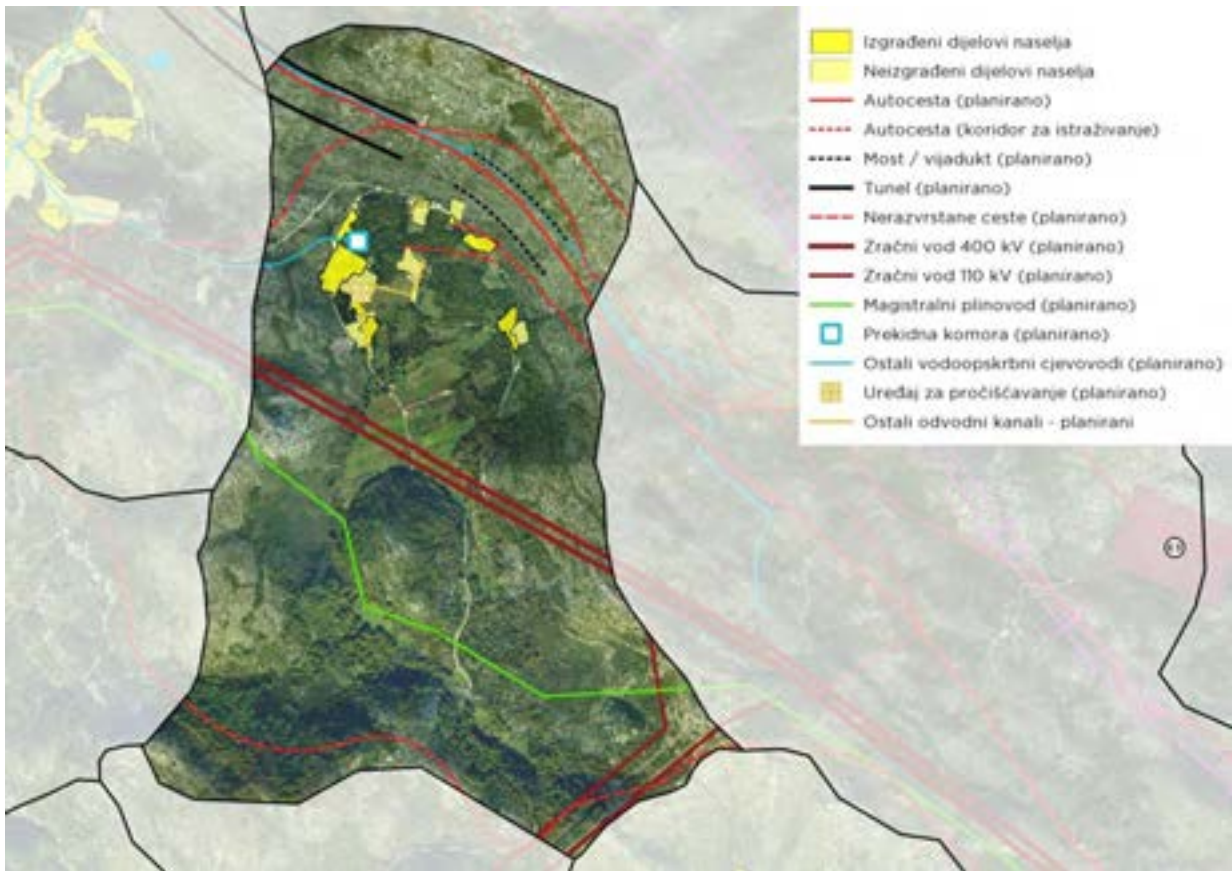 Izgrađeni dijelovi naselja
Neizgrađeni dijelovi naselja
Autocesta (planirano)
Autocesta (koridor za istraživanje)
Most / vijadukt (planirano)
Tunel (planirano)
Nerazvrstane ceste (planirano)
Zračni vod 400 kV (planirano)
Zračni vod 110 kV (planirano)
Magistralni plinovod (planirano)
Prekidna komora (planirano)
Ostali vodoopskrbni cjevovodi (planirano)
Uređaj za pročišćavanje (planirano)
Ostali odvodni kanali - planirani